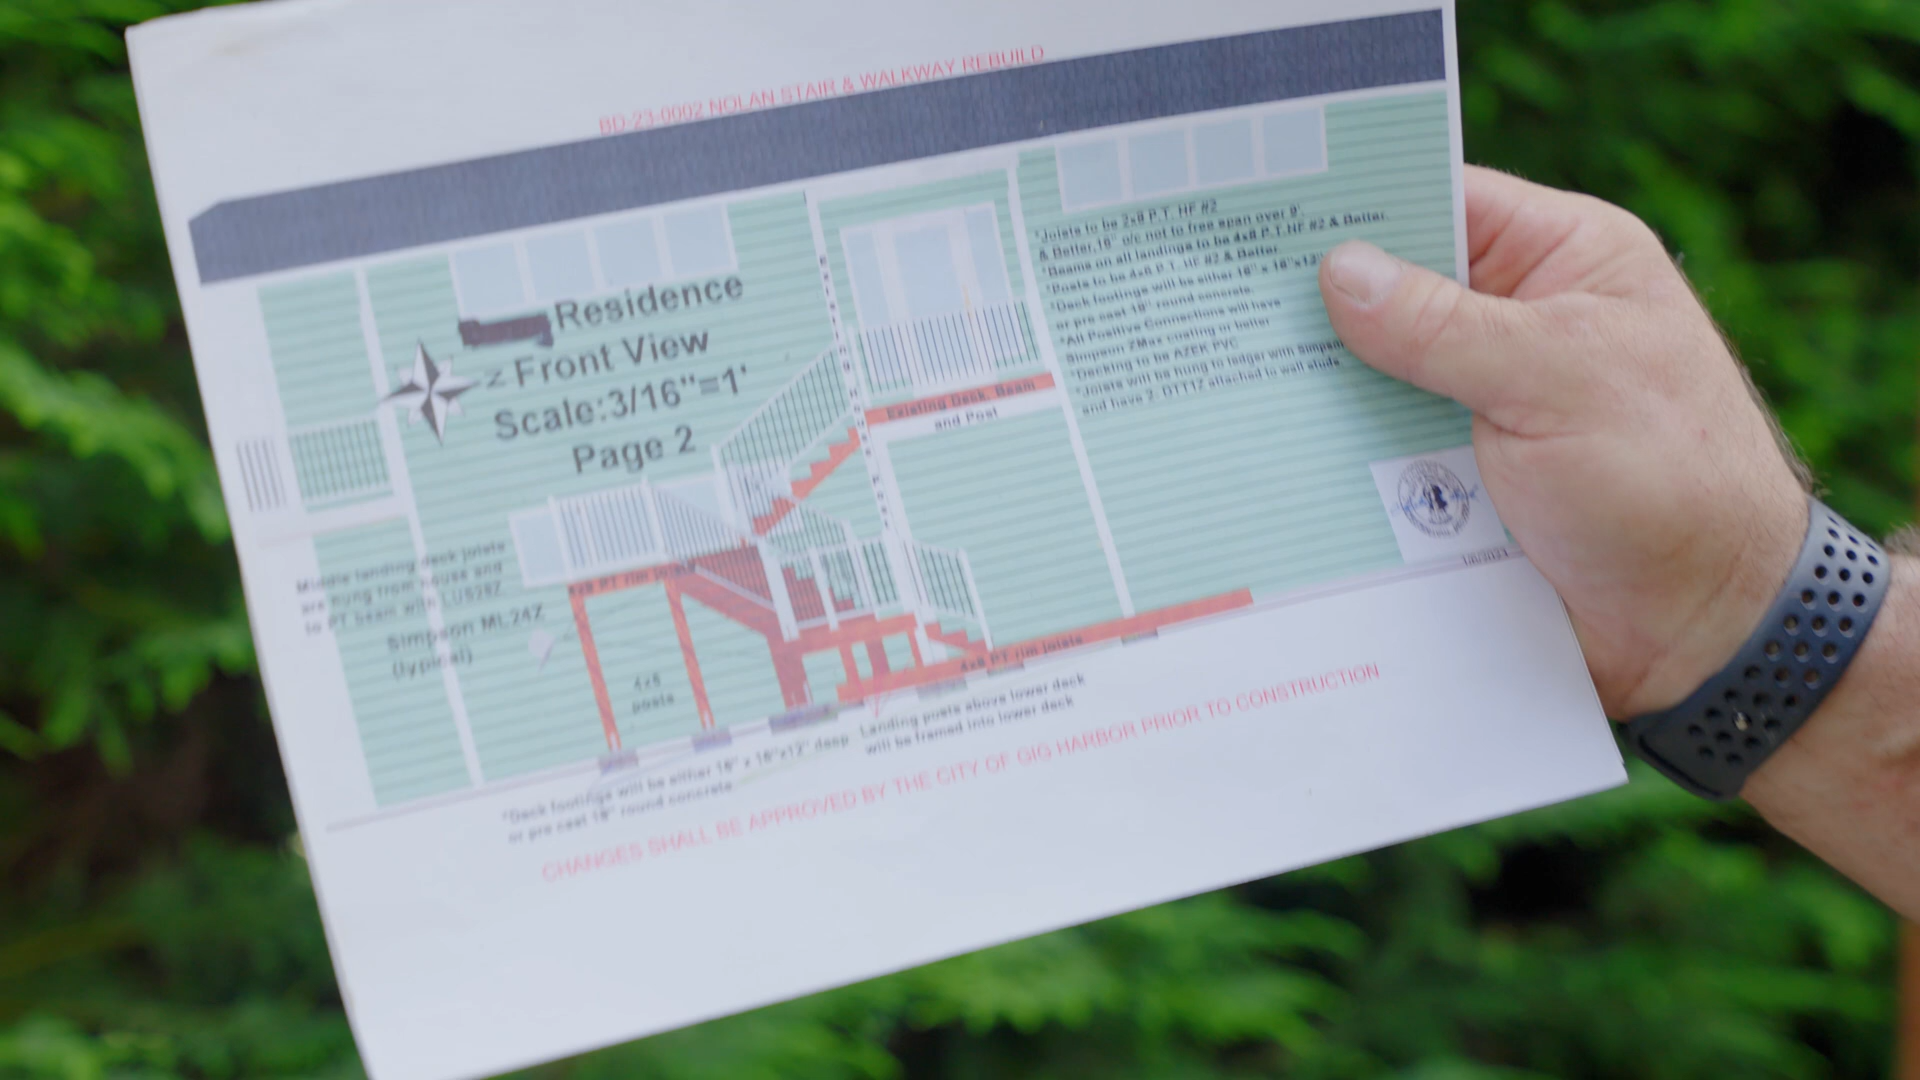 BD-23-0002 NOLAN STAIR & WALKWAY REBUILD
Residence
Z Front View
Scale:3/16"=1'
Page 2
*Joists to be 2x8 P.T. HF #2
& Better,16" o/c not to free span over 9'.
*Beams on all landings to be 4x8 P.T.HF #2 & Better.
*Posts to be 4x6 P.T. HF #2 & Better
*Deck footings will be either 16" x 16"x12"
or pre cast 18" round concrete.
*All Positive Connections will have
Simpson ZMax coating or better
*Decking to be AZEK PVC
*Joists will be hung to ledger with Simpson
and have 2. DTT1Z attached to wall studs
Existing Deck, Beam
and Post
Middle landing deck joists
are hung from house and
to PT beam with LUS28Z
Simpson ML24Z
(typical)
4x8 PT rim joists
4x6
posts
4x8 PT rim joists
Landing posts above lower deck
will be framed into lower deck
*Deck footings will be either 16" x 16"x12" deep
or pre cast 18" round concrete.
CHANGES SHALL BE APPROVED BY THE CITY OF GIG HARBOR PRIOR TO CONSTRUCTION